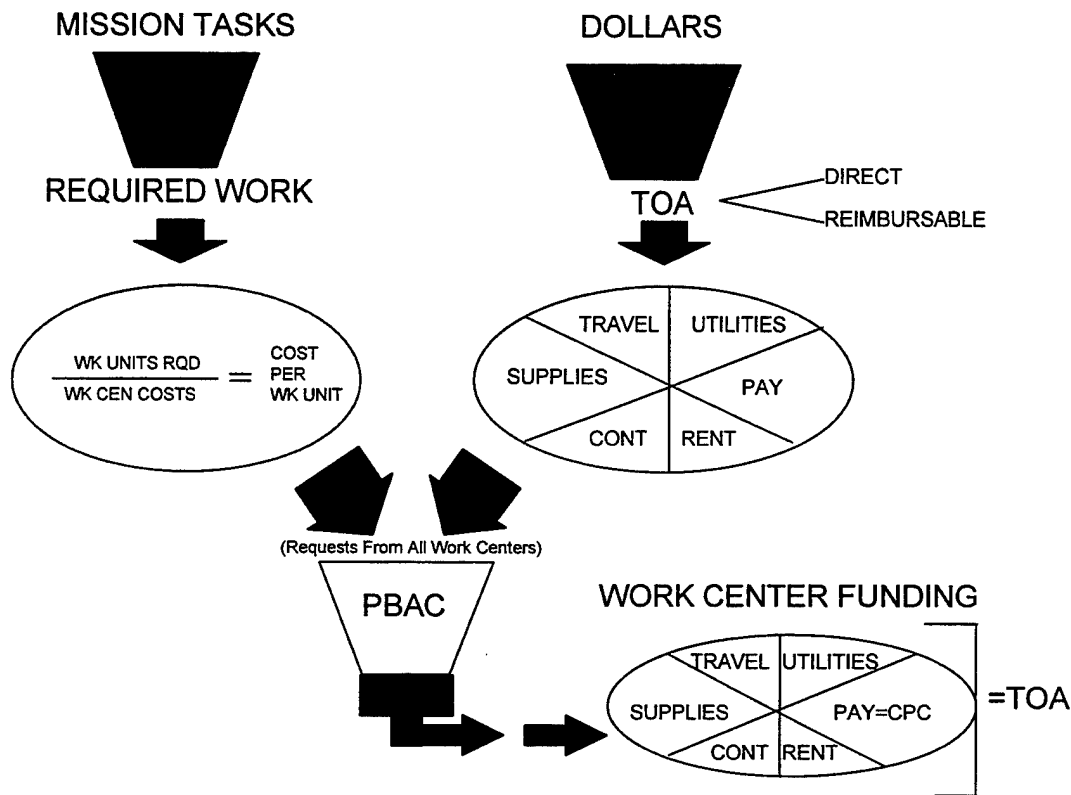 MISSION TASKS
DOLLARS
REQUIRED WORK
TOA
DIRECT
REIMBURSABLE
WK UNITS RQD
WK CEN COSTS
=
COST
PER
WK UNIT
TRAVEL
UTILITIES
SUPPLIES
PAY
CONT
RENT
(Requests From All Work Centers)
PBAC
WORK CENTER FUNDING
TRAVEL
UTILITIES
SUPPLIES
PAY=CPC
CONT
RENT
=TOA